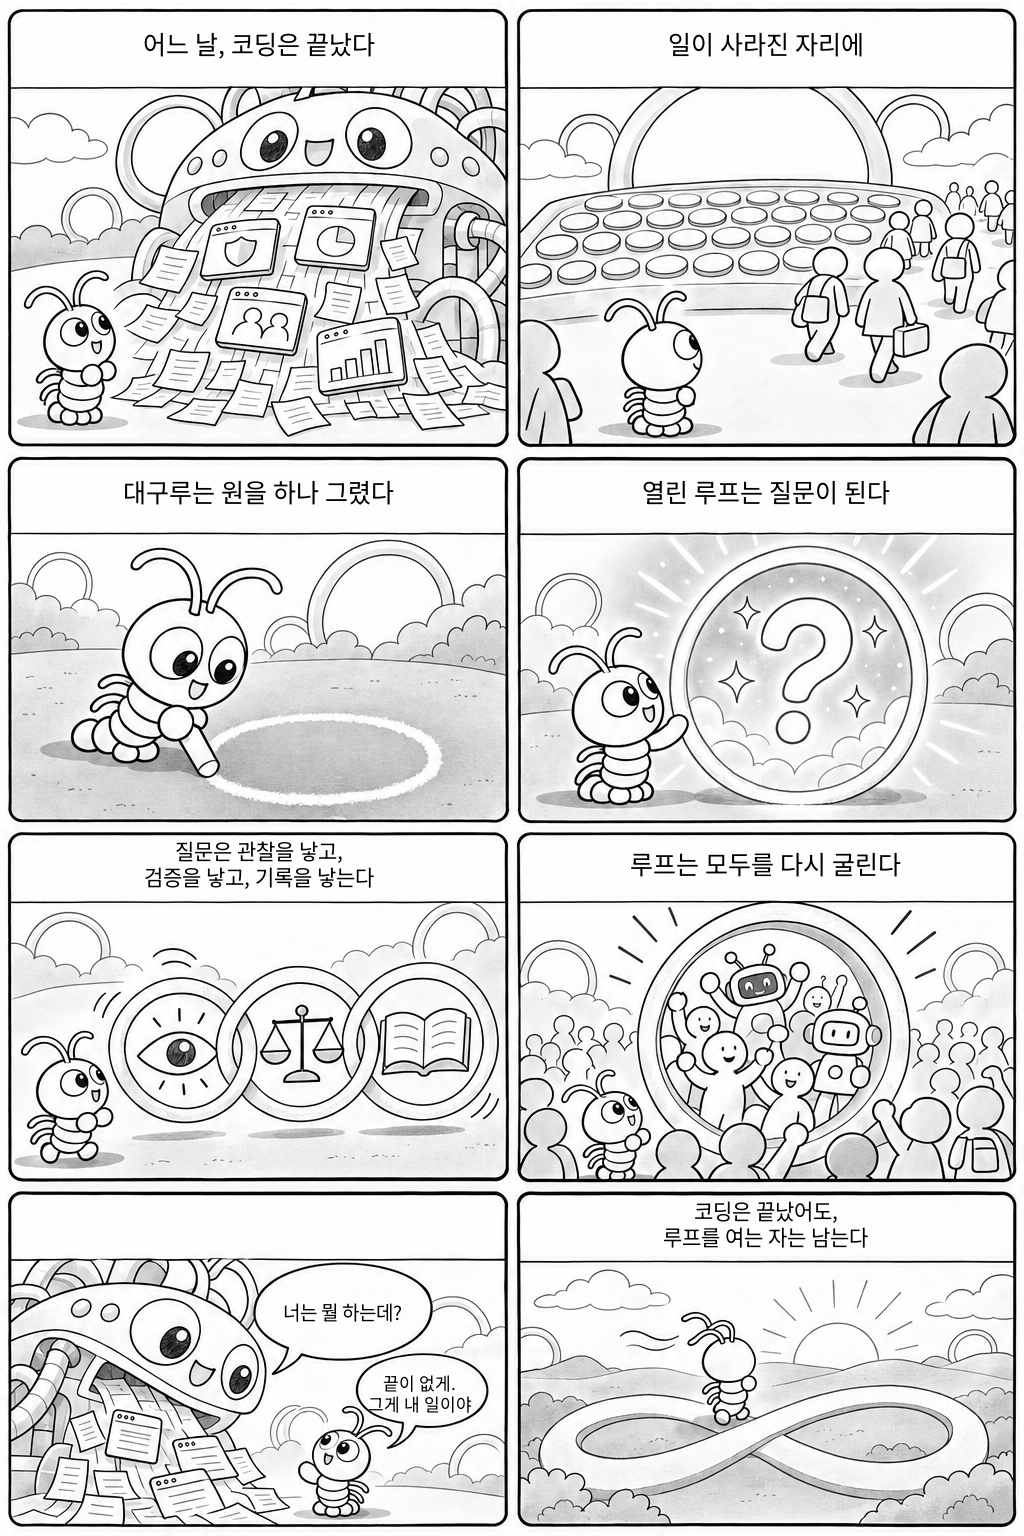 어느 날, 코딩은 끝났다
일이 사라진 자리에
대구루는 원을 하나 그렸다
열린 루프는 질문이 된다
질문은 관찰을 낳고,
검증을 낳고, 기록을 낳는다
루프는 모두를 다시 굴린다
너는 뭘 하는데?
끝이 없게.
그게 내 일이야
코딩은 끝났어도,
루프를 여는 자는 남는다